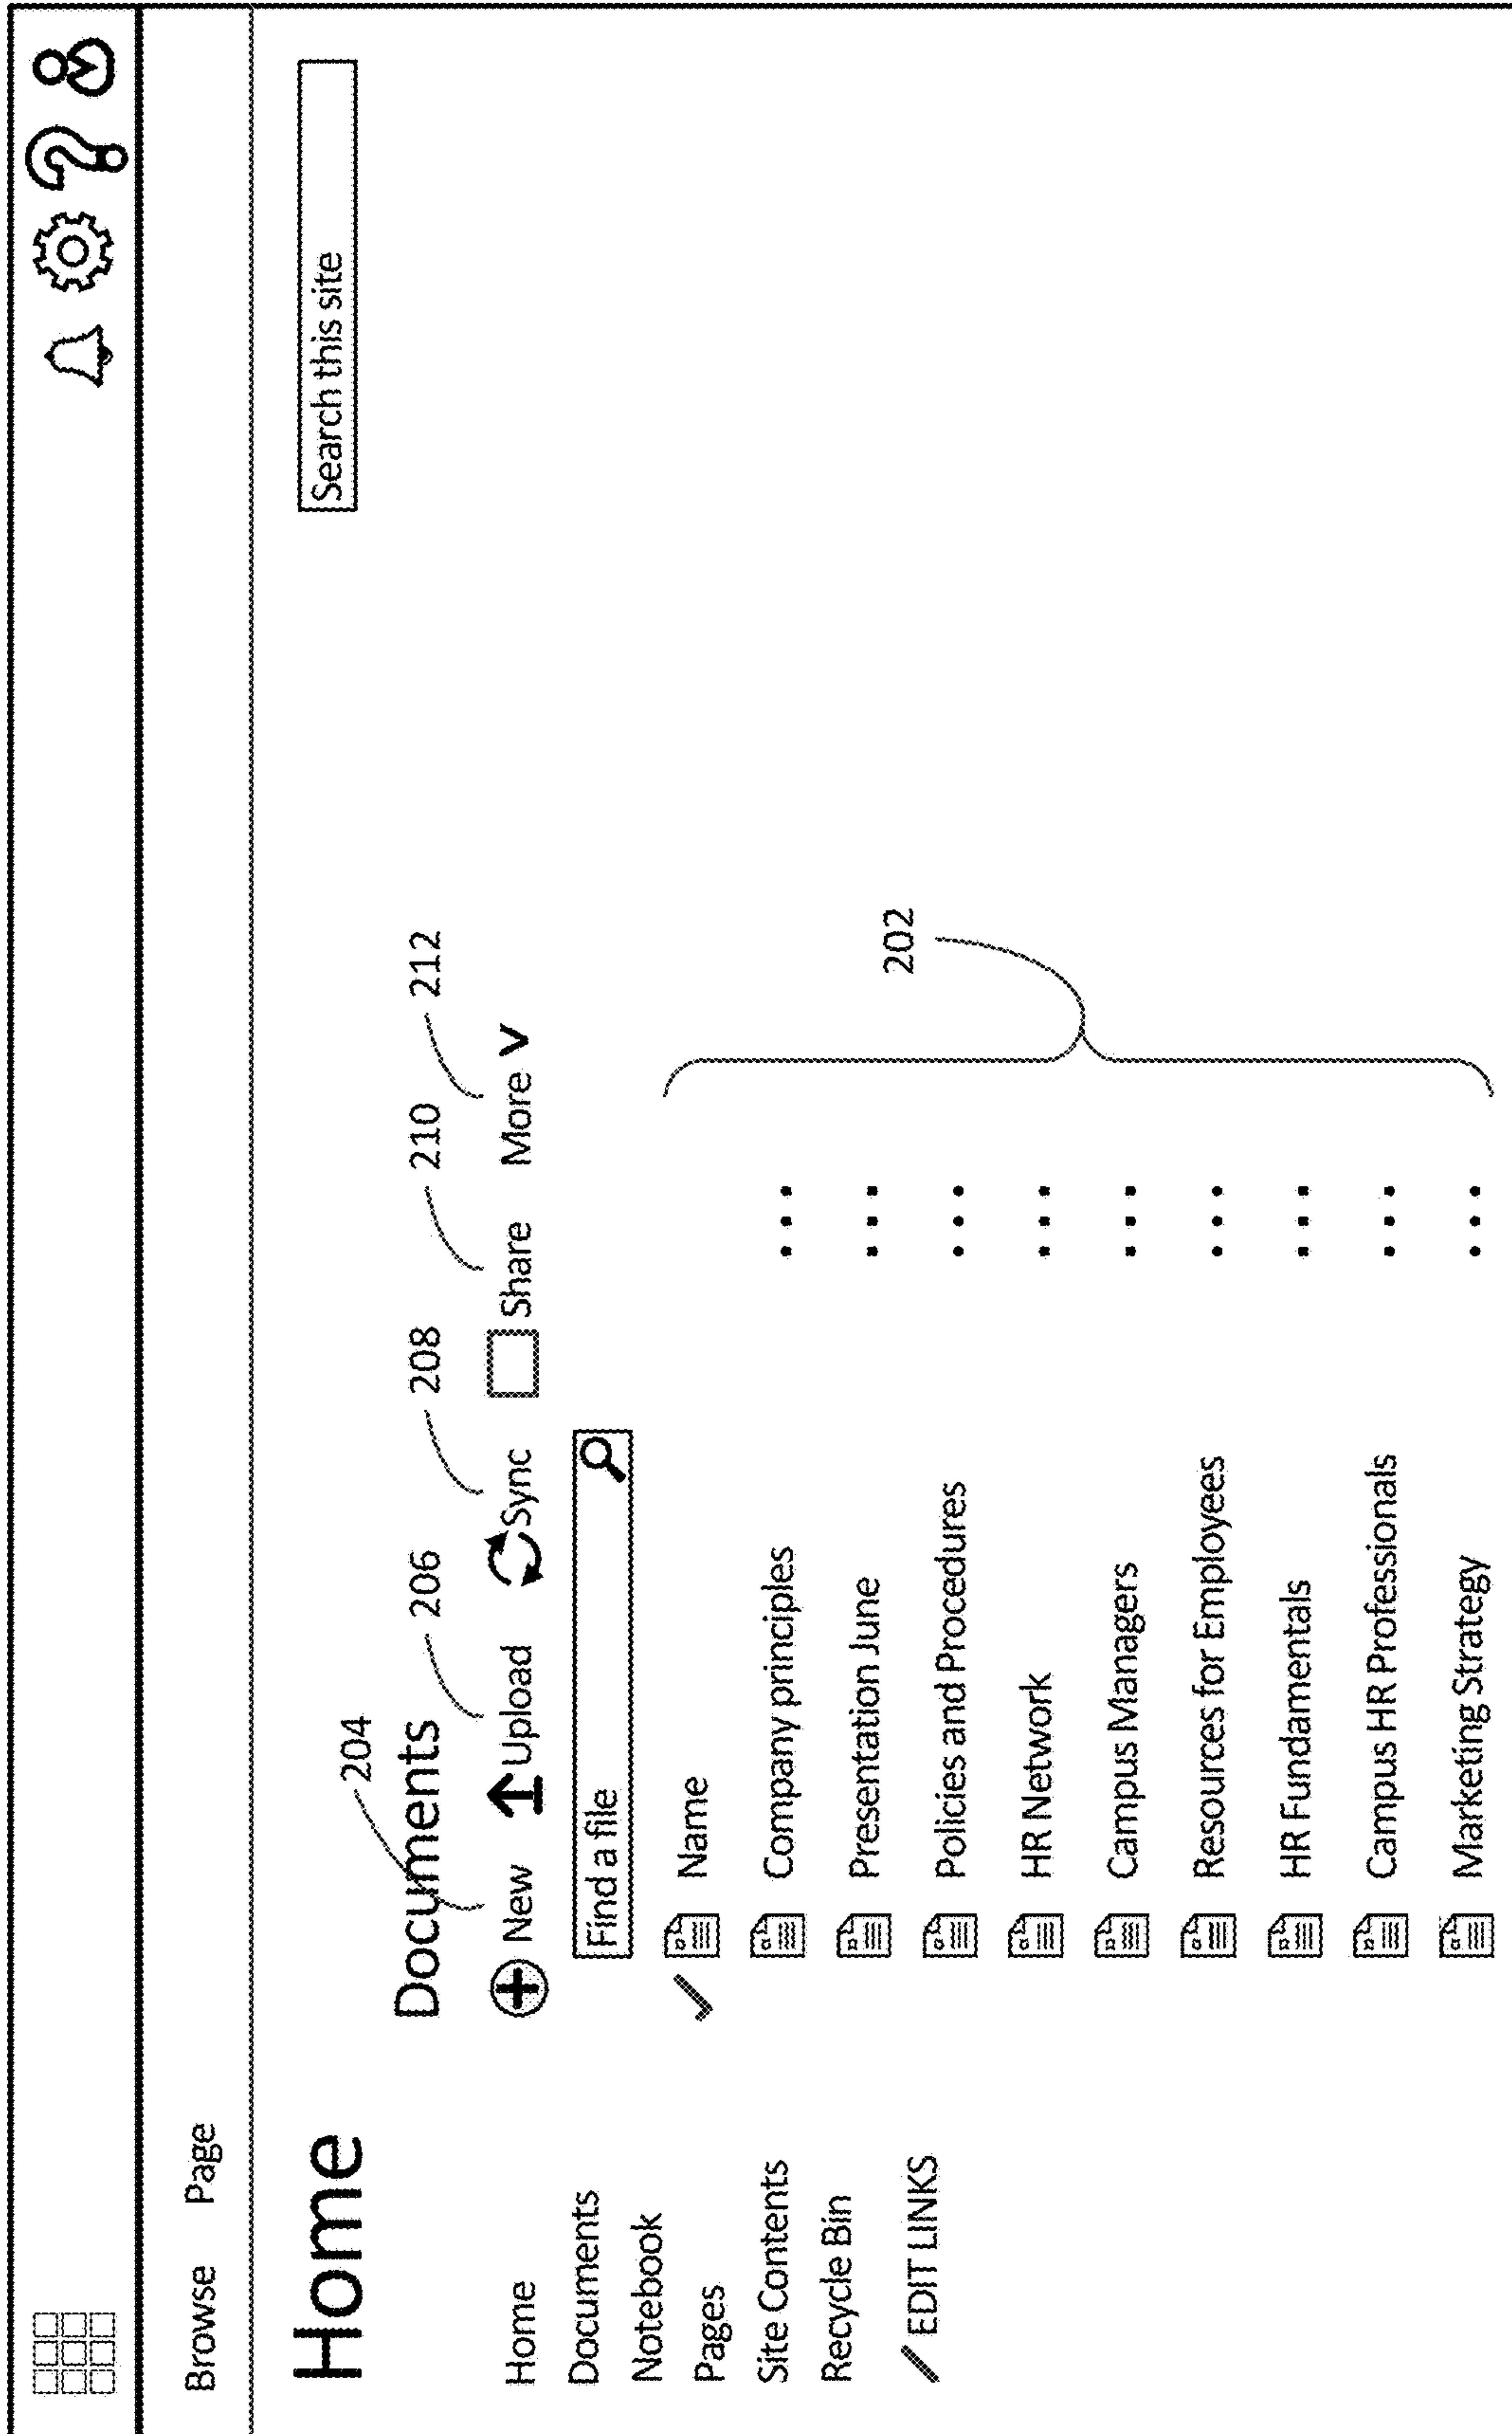 Browse Page
Home
Search this site
Home
Documents
Notebook
Pages
Site Contents
Recycle Bin
EDIT LINKS
204
Documents
206 208 210 212
New Upload Sync Share More
Find a file
Name
Company principles
Presentation June
Policies and Procedures
HR Network
Campus Managers
Resources for Employees
HR Fundamentals
Campus HR Professionals
Marketing Strategy
202